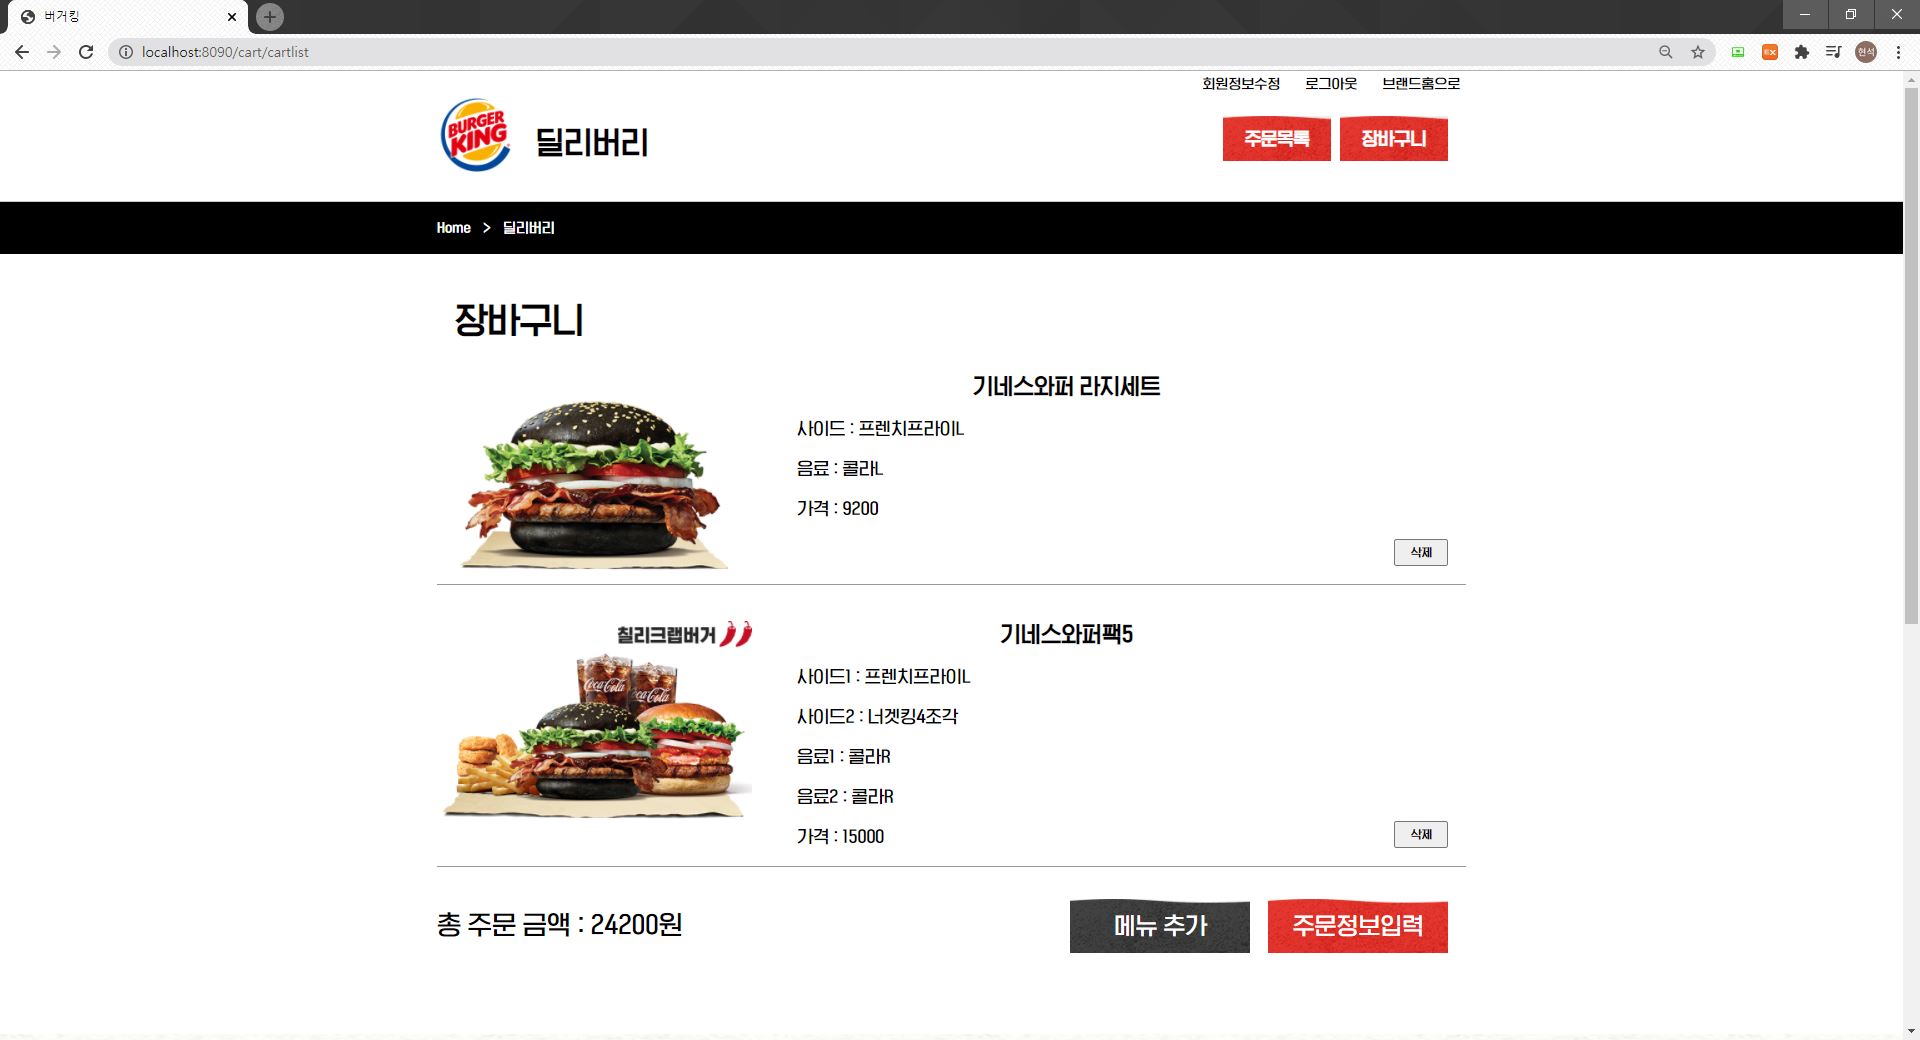 버거킹
localhost:8090/cart/cartlist
EX
현석
회원정보수정 로그아웃 브랜드홈으로
BURGER
KING
딜리버리
주문목록 장바구니
Home > 딜리버리
장바구니
기네스와퍼 라지세트
사이드 : 프렌치프라이L
음료 : 콜라L
가격 : 9200
삭제
칠리크랩버거
Coca-Cola
Coca-Cola
기네스와퍼팩5
사이드1 : 프렌치프라이L
사이드2 : 너겟킹4조각
음료1 : 콜라R
음료2 : 콜라R
가격 : 15000
삭제
총 주문 금액 : 24200원
메뉴 추가
주문정보입력